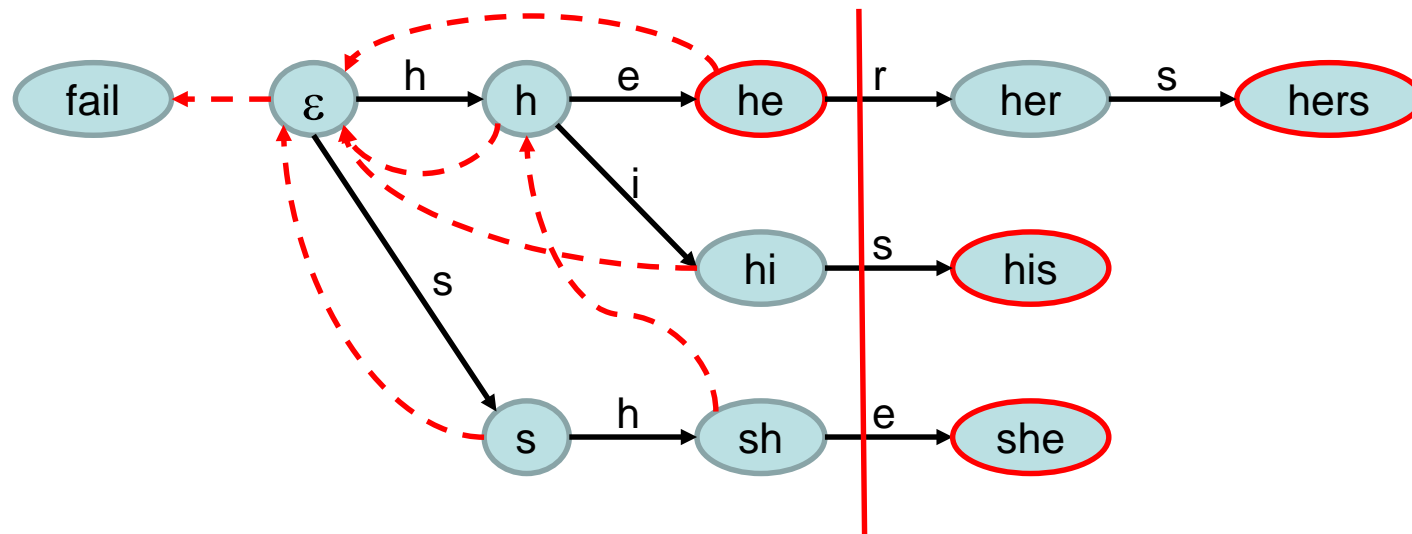 h e r s
fail ε h he her hers
i
s hi his
s
h e
s sh she